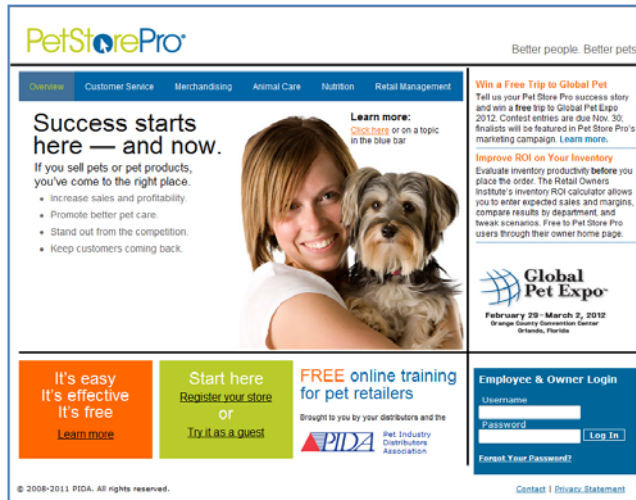 PetStorePro®
Better people. Better pets
Overview
Customer Service
Merchandising
Animal Care
Nutrition
Retail Management
Success starts
here — and now.
If you sell pets or pet products,
you've come to the right place.
• Increase sales and profitability.
• Promote better pet care.
• Stand out from the competition.
• Keep customers coming back.
Learn more:
Click here or on a topic
in the blue bar
Win a Free Trip to Global Pet
Tell us your Pet Store Pro success story
and win a free trip to Global Pet Expo
2012. Contest entries are due Nov. 30;
finalists will be featured in Pet Store Pro's
marketing campaign. Learn more.
Improve ROI on Your Inventory
Evaluate inventory productivity before you
place the order. The Retail Owners
Institute's inventory ROI calculator allows
you to enter expected sales and margins,
compare results by department, and
tweak scenarios. Free to Pet Store Pro
users through their owner home page.
Global
Pet Expo
February 29-March 2, 2012
Orange County Convention Center
Orlando, Florida
It's easy
It's effective
It's free
Learn more
Start here
Register your store
or
Try it as a guest
FREE online training
for pet retailers
Brought to you by your distributors and the
PIDA
Pet Industry
Distributors
Association
Employee & Owner Login
Username
Password
Log In
Forgot Your Password?
© 2008-2011 PIDA. All rights reserved.
Contact | Privacy Statement